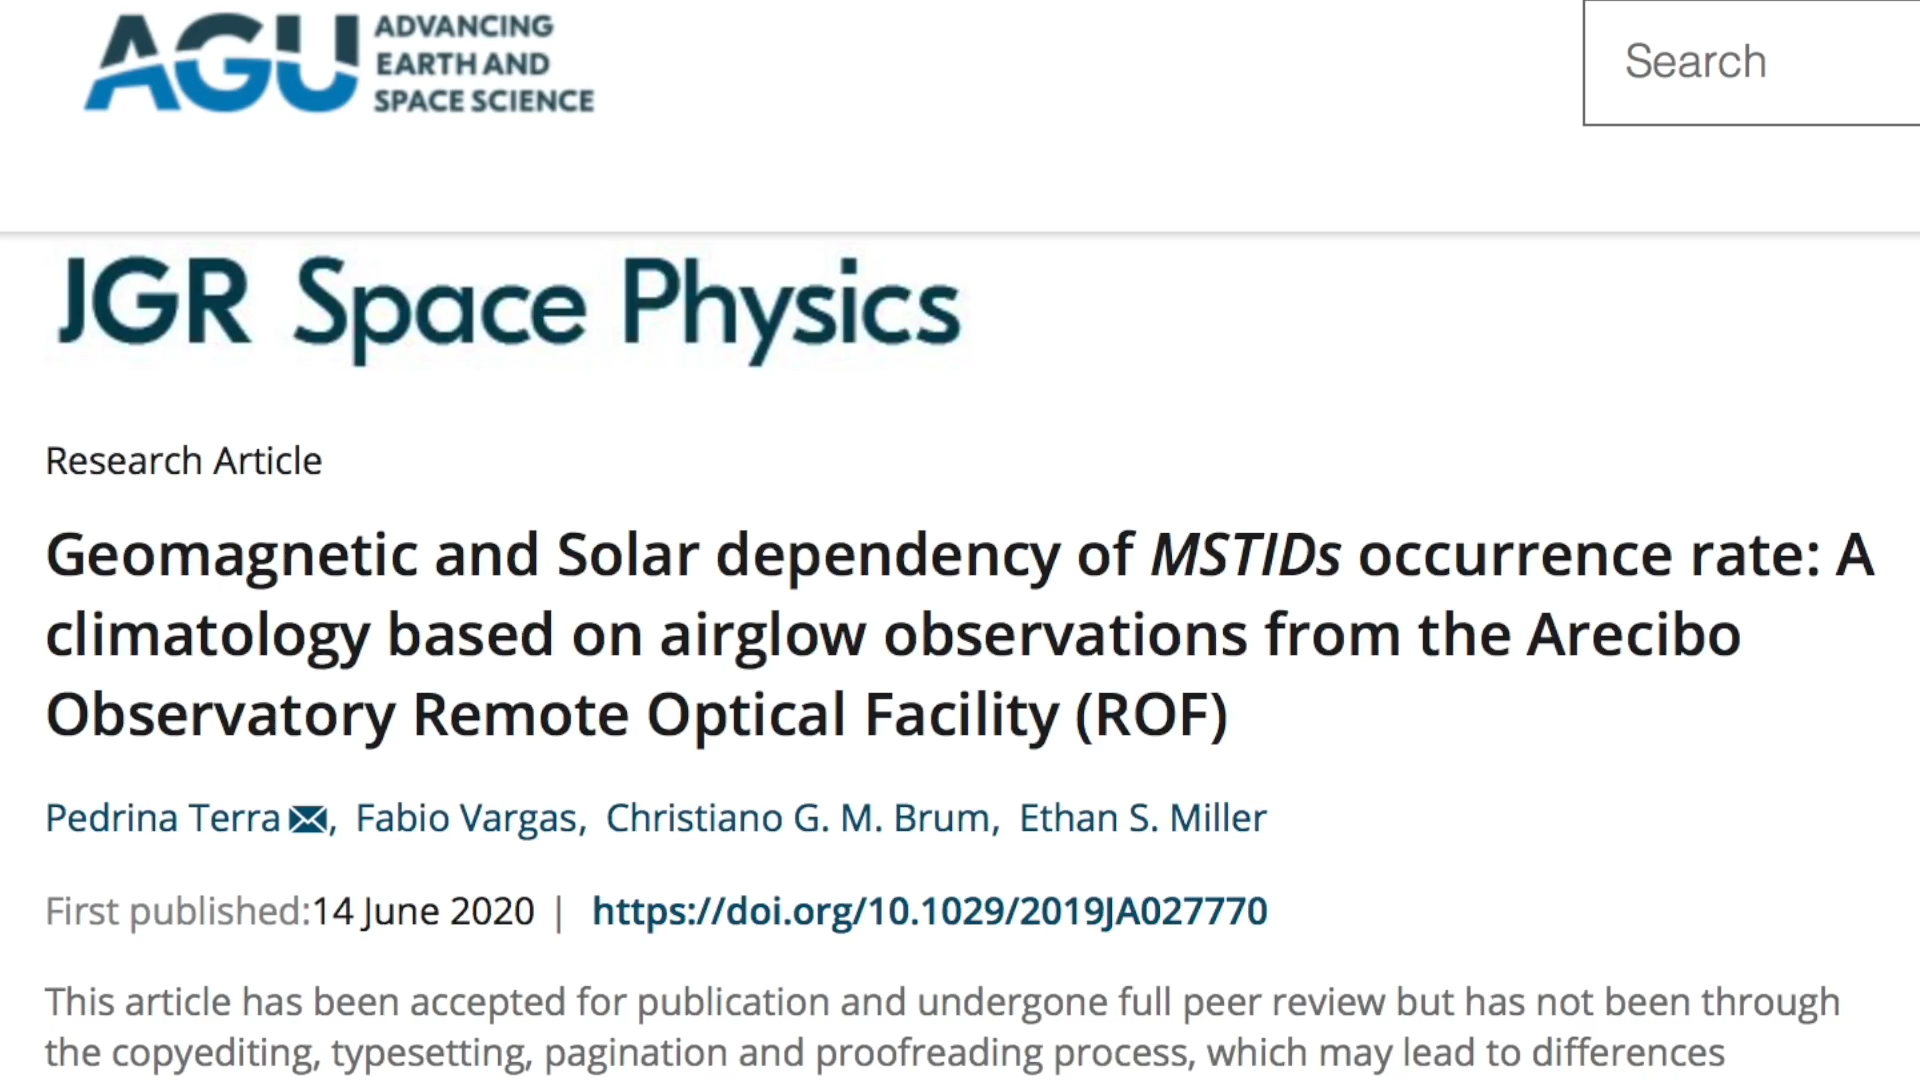 AGU ADVANCING
EARTH AND
SPACE SCIENCE
Search
JGR Space Physics
Research Article
Geomagnetic and Solar dependency of MSTIDs occurrence rate: A
climatology based on airglow observations from the Arecibo
Observatory Remote Optical Facility (ROF)
Pedrina Terra, Fabio Vargas, Christiano G. M. Brum, Ethan S. Miller
First published:14 June 2020 | https://doi.org/10.1029/2019JA027770
This article has been accepted for publication and undergone full peer review but has not been through
the copyediting, typesetting, pagination and proofreading process, which may lead to differences